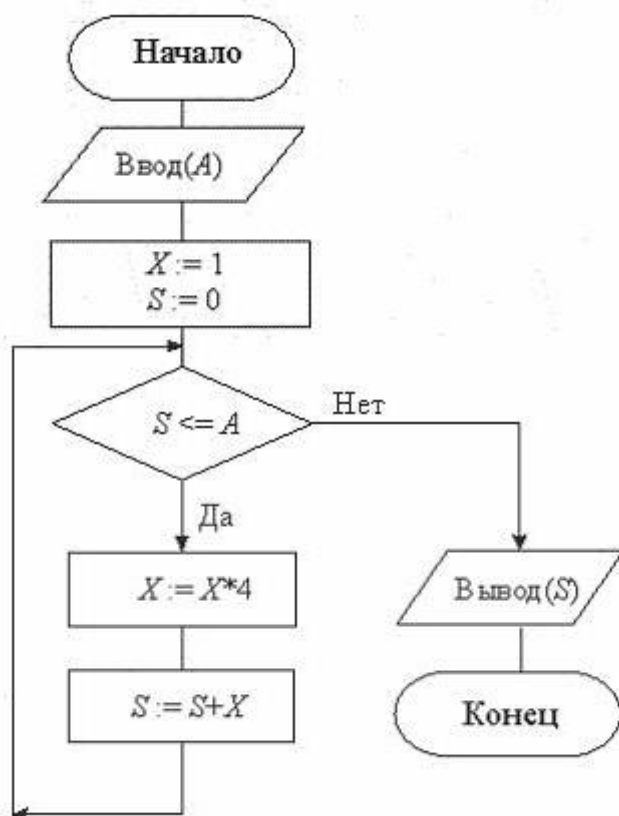 Начало
Ввод(A)
X := 1
S := 0
S <= A
Нет
Да
X := X*4
Вывод(S)
S := S+X
Конец